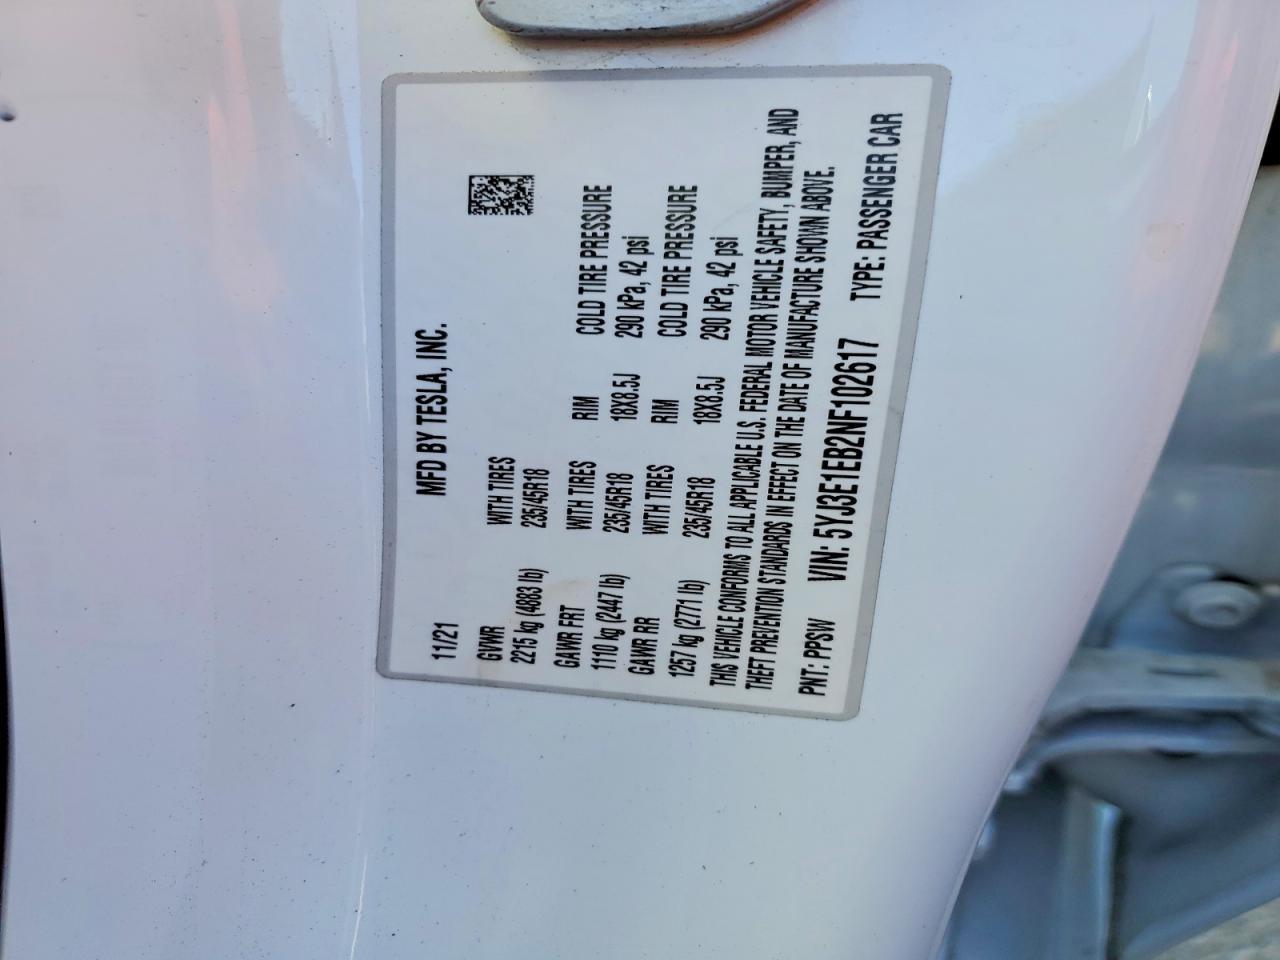 MFD BY TESLA, INC.
11/21
GVWR WITH TIRES
2215 kg (4883 lb) 235/45R18
GAWR FRT WITH TIRES RIM COLD TIRE PRESSURE
1110 kg (2447 lb) 235/45R18 18X8.5J 290 kPa, 42 psi
GAWR RR WITH TIRES RIM COLD TIRE PRESSURE
1257 kg (2771 lb) 235/45R18 18X8.5J 290 kPa, 42 psi
THIS VEHICLE CONFORMS TO ALL APPLICABLE U.S. FEDERAL MOTOR VEHICLE SAFETY, BUMPER, AND
THEFT PREVENTION STANDARDS IN EFFECT ON THE DATE OF MANUFACTURE SHOWN ABOVE.
PNT: PPSW VIN: 5YJ3E1EB2NF102617 TYPE: PASSENGER CAR